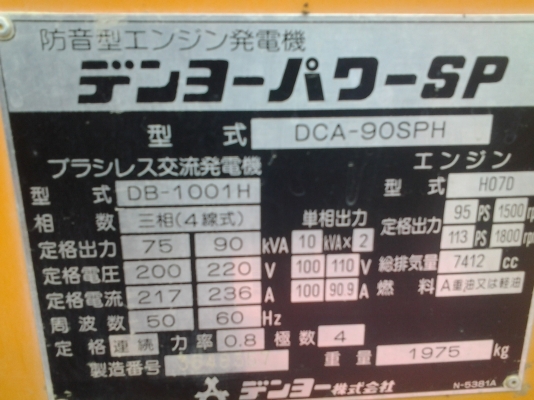 防音型エンジン発電機
デンヨーパワーSP
型式 DCA-90SPH
ブラシレス交流発電機 エンジン
型式 DB-1001H 型式 H07D
相数 三相(4線式) 単相出力 定格出力 95 PS 1500 rpm
定格出力 75 90 kVA 10 kVA×2 113 PS 1800 rpm
定格電圧 200 220 V 100 110 V 総排気量 7412 cc
定格電流 217 236 A 100 90.9 A 燃料 A重油又は軽油
周波数 50 60 Hz
定格 連続 力率 0.8 極数 4
製造番号 重量 1975 kg
デンヨー株式会社 N-5381A